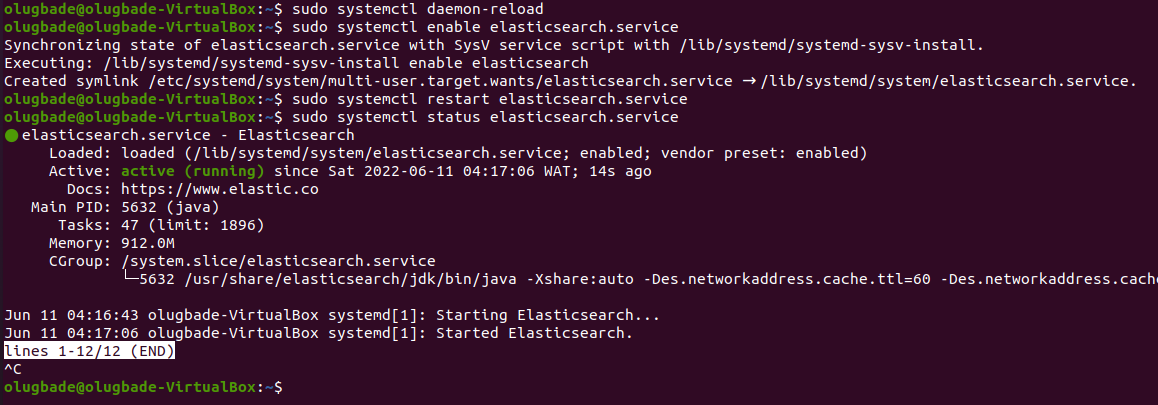 olugbade@olugbade-VirtualBox:~$ sudo systemctl daemon-reload
olugbade@olugbade-VirtualBox:~$ sudo systemctl enable elasticsearch.service
Synchronizing state of elasticsearch.service with SysV service script with /lib/systemd/systemd-sysv-install.
Executing: /lib/systemd/systemd-sysv-install enable elasticsearch
Created symlink /etc/systemd/system/multi-user.target.wants/elasticsearch.service → /lib/systemd/system/elasticsearch.service.
olugbade@olugbade-VirtualBox:~$ sudo systemctl restart elasticsearch.service
olugbade@olugbade-VirtualBox:~$ sudo systemctl status elasticsearch.service
● elasticsearch.service - Elasticsearch
     Loaded: loaded (/lib/systemd/system/elasticsearch.service; enabled; vendor preset: enabled)
     Active: active (running) since Sat 2022-06-11 04:17:06 WAT; 14s ago
       Docs: https://www.elastic.co
   Main PID: 5632 (java)
      Tasks: 47 (limit: 1896)
     Memory: 912.0M
     CGroup: /system.slice/elasticsearch.service
             └─5632 /usr/share/elasticsearch/jdk/bin/java -Xshare:auto -Des.networkaddress.cache.ttl=60 -Des.networkaddress.cache
Jun 11 04:16:43 olugbade-VirtualBox systemd[1]: Starting Elasticsearch...
Jun 11 04:17:06 olugbade-VirtualBox systemd[1]: Started Elasticsearch.
lines 1-12/12 (END)
^C
olugbade@olugbade-VirtualBox:~$